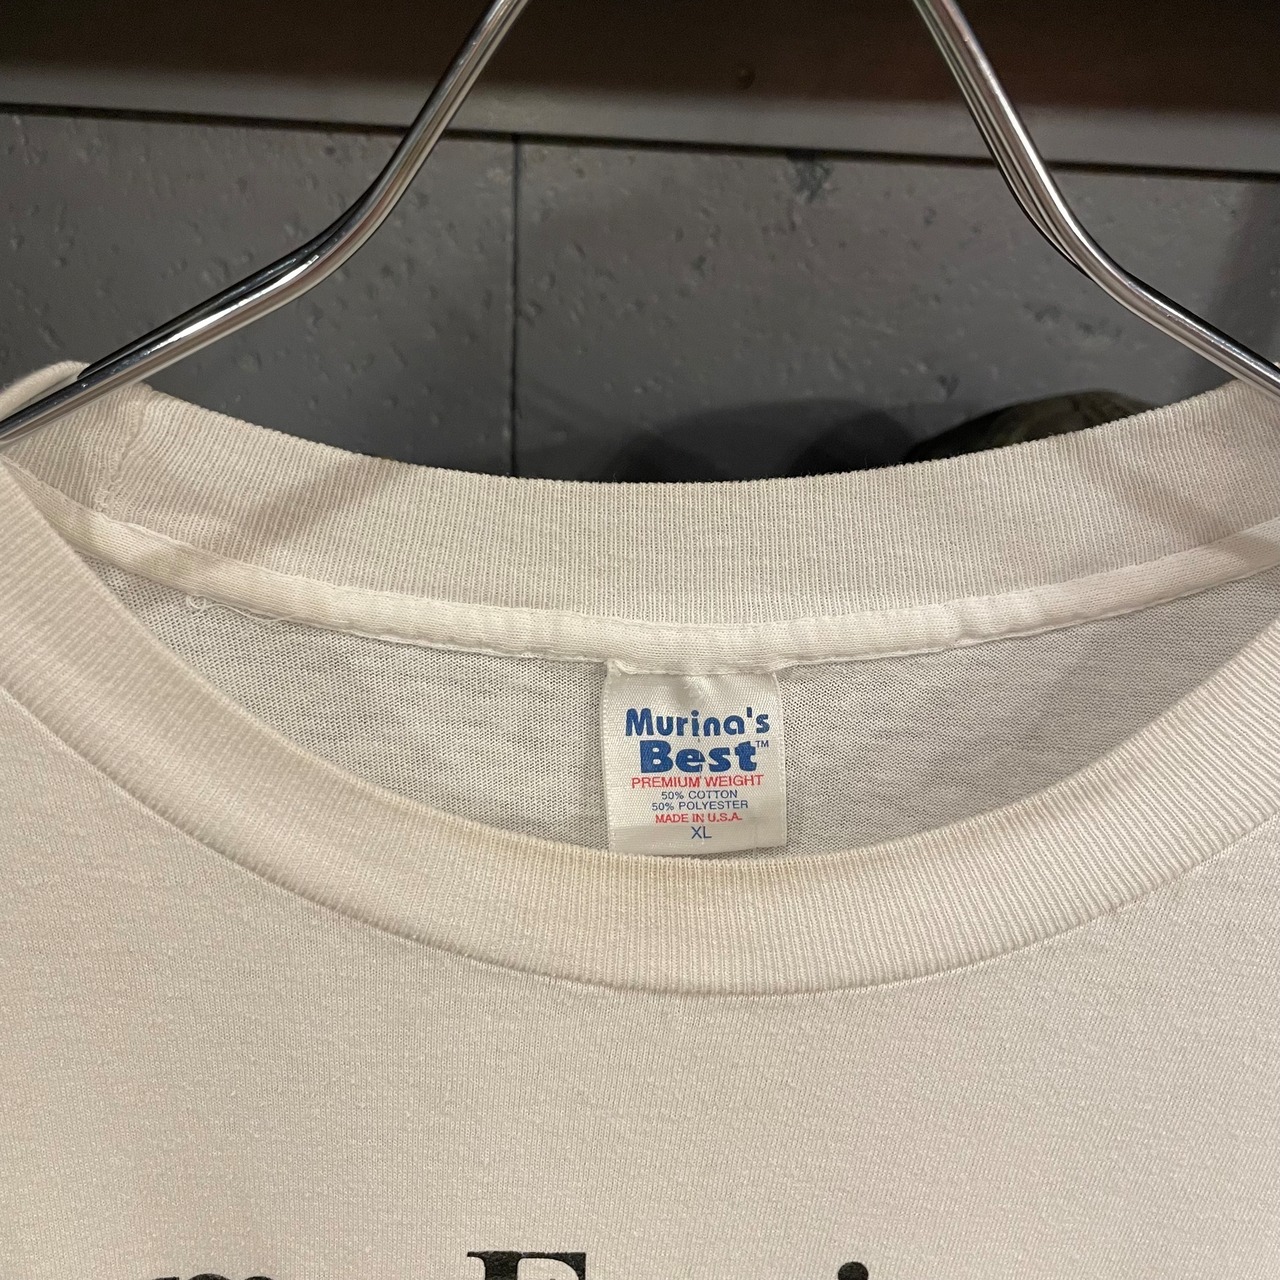 Murina's
Best™
PREMIUM WEIGHT
50% COTTON
50% POLYESTER
MADE IN U.S.A.
XL